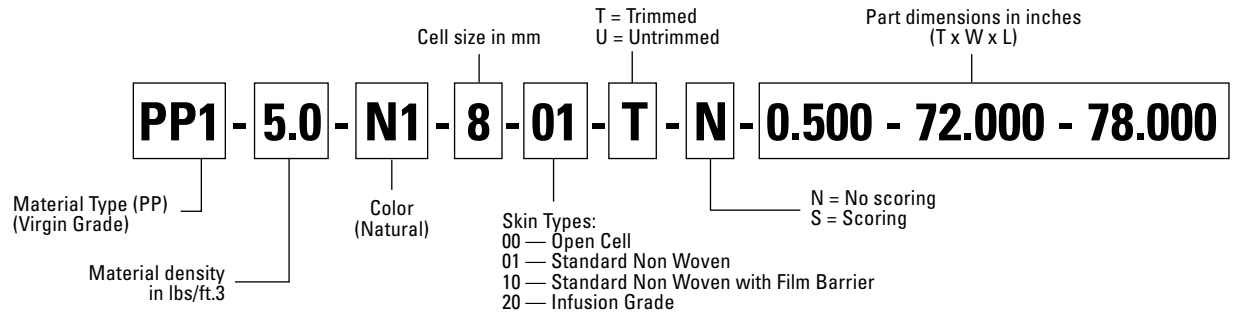 T = Trimmed
U = Untrimmed
Part dimensions in inches
(T x W x L)
Cell size in mm
PP1 - 5.0 - N1 - 8 - 01 - T - N - 0.500 - 72.000 - 78.000
Material Type (PP)
(Virgin Grade)
Color
(Natural)
N = No scoring
S = Scoring
Skin Types:
00 — Open Cell
01 — Standard Non Woven
10 — Standard Non Woven with Film Barrier
20 — Infusion Grade
Material density
in lbs/ft.3